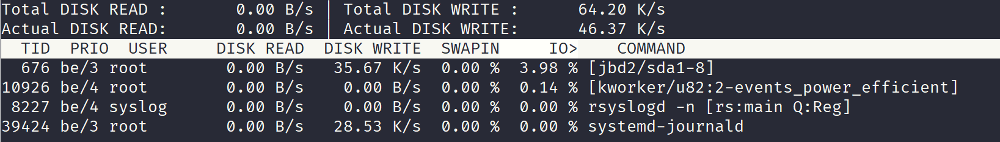 Total DISK READ :       0.00 B/s | Total DISK WRITE :      64.20 K/s
Actual DISK READ:       0.00 B/s | Actual DISK WRITE:      46.37 K/s
  TID  PRIO  USER     DISK READ  DISK WRITE  SWAPIN     IO>    COMMAND
  676 be/3 root        0.00 B/s   35.67 K/s  0.00 %  3.98 % [jbd2/sda1-8]
10926 be/4 root        0.00 B/s    0.00 B/s  0.00 %  0.14 % [kworker/u82:2-events_power_efficient]
 8227 be/4 syslog      0.00 B/s    0.00 B/s  0.00 %  0.00 % rsyslogd -n [rs:main Q:Reg]
39424 be/3 root        0.00 B/s   28.53 K/s  0.00 %  0.00 % systemd-journald